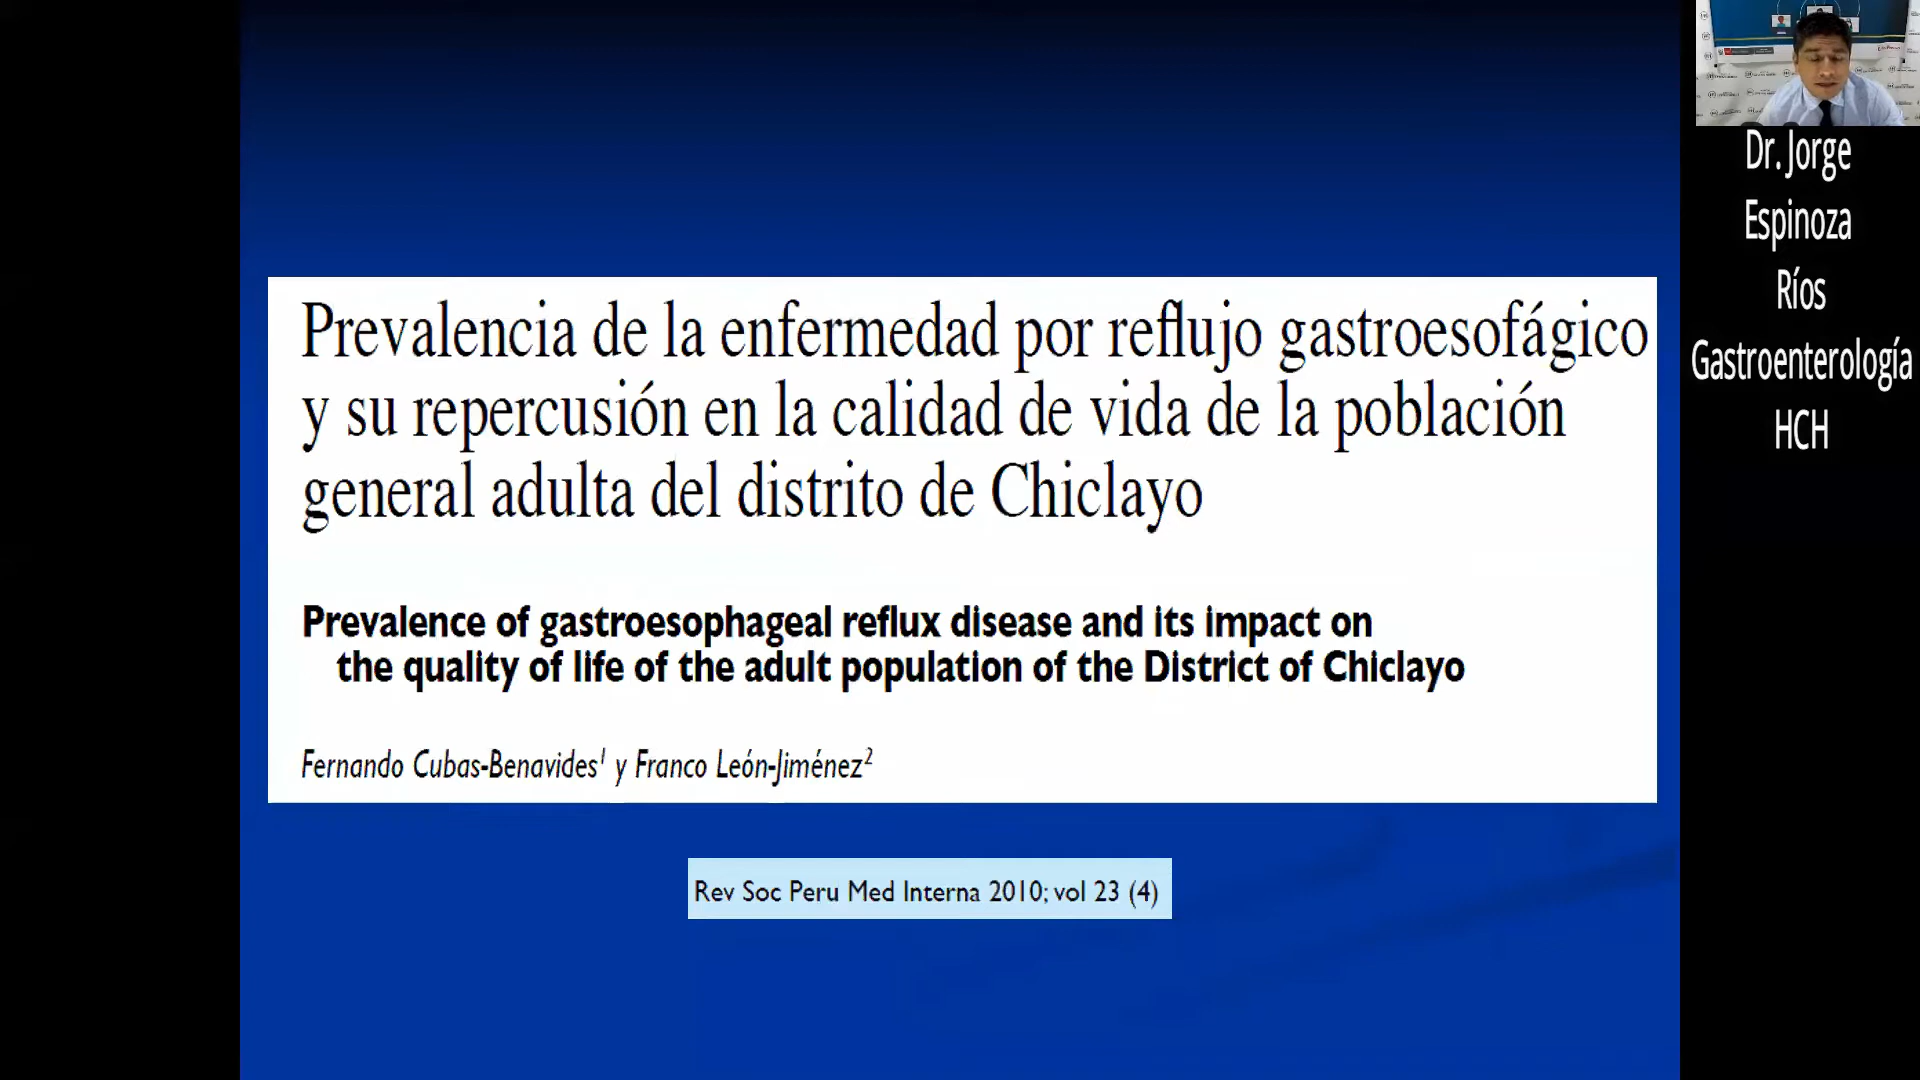 Prevalencia de la enfermedad por reflujo gastroesofágico
y su repercusión en la calidad de vida de la población
general adulta del distrito de Chiclayo
Prevalence of gastroesophageal reflux disease and its impact on
the quality of life of the adult population of the District of Chiclayo
Fernando Cubas-Benavides¹ y Franco León-Jiménez²
Rev Soc Peru Med Interna 2010; vol 23 (4)
Dr. Jorge
Espinoza
Ríos
Gastroenterología
HCH